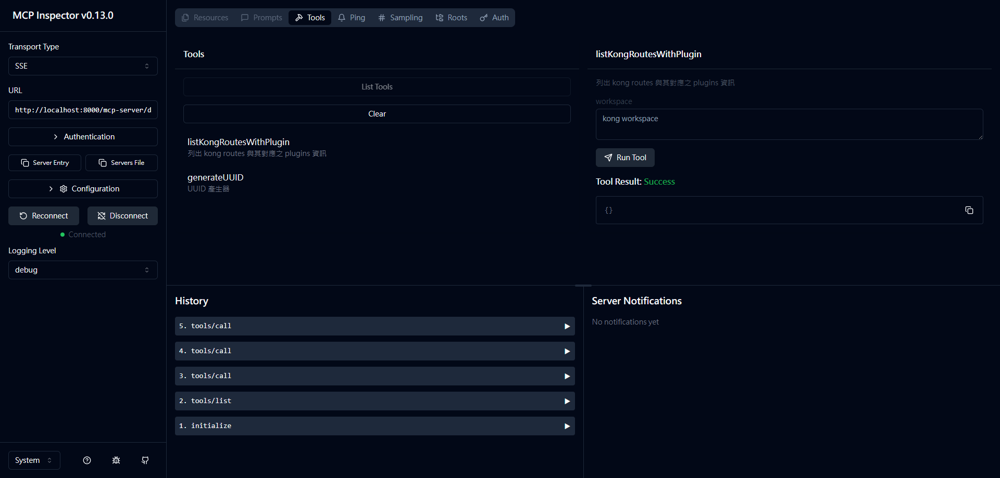 MCP Inspector v0.13.0
Transport Type
SSE
URL
http://localhost:8000/mcp-server/d
Authentication
Server Entry
Servers File
Configuration
Reconnect
Disconnect
Connected
Logging Level
debug
System
Resources
Prompts
Tools
Ping
Sampling
Roots
Auth
Tools
List Tools
Clear
listKongRoutesWithPlugin
列出 kong routes 與其對應之 plugins 資訊
generateUUID
UUID 產生器
listKongRoutesWithPlugin
列出 kong routes 與其對應之 plugins 資訊
workspace
kong workspace
Run Tool
Tool Result: Success
{}
History
5. tools/call
4. tools/call
3. tools/call
2. tools/list
1. initialize
Server Notifications
No notifications yet